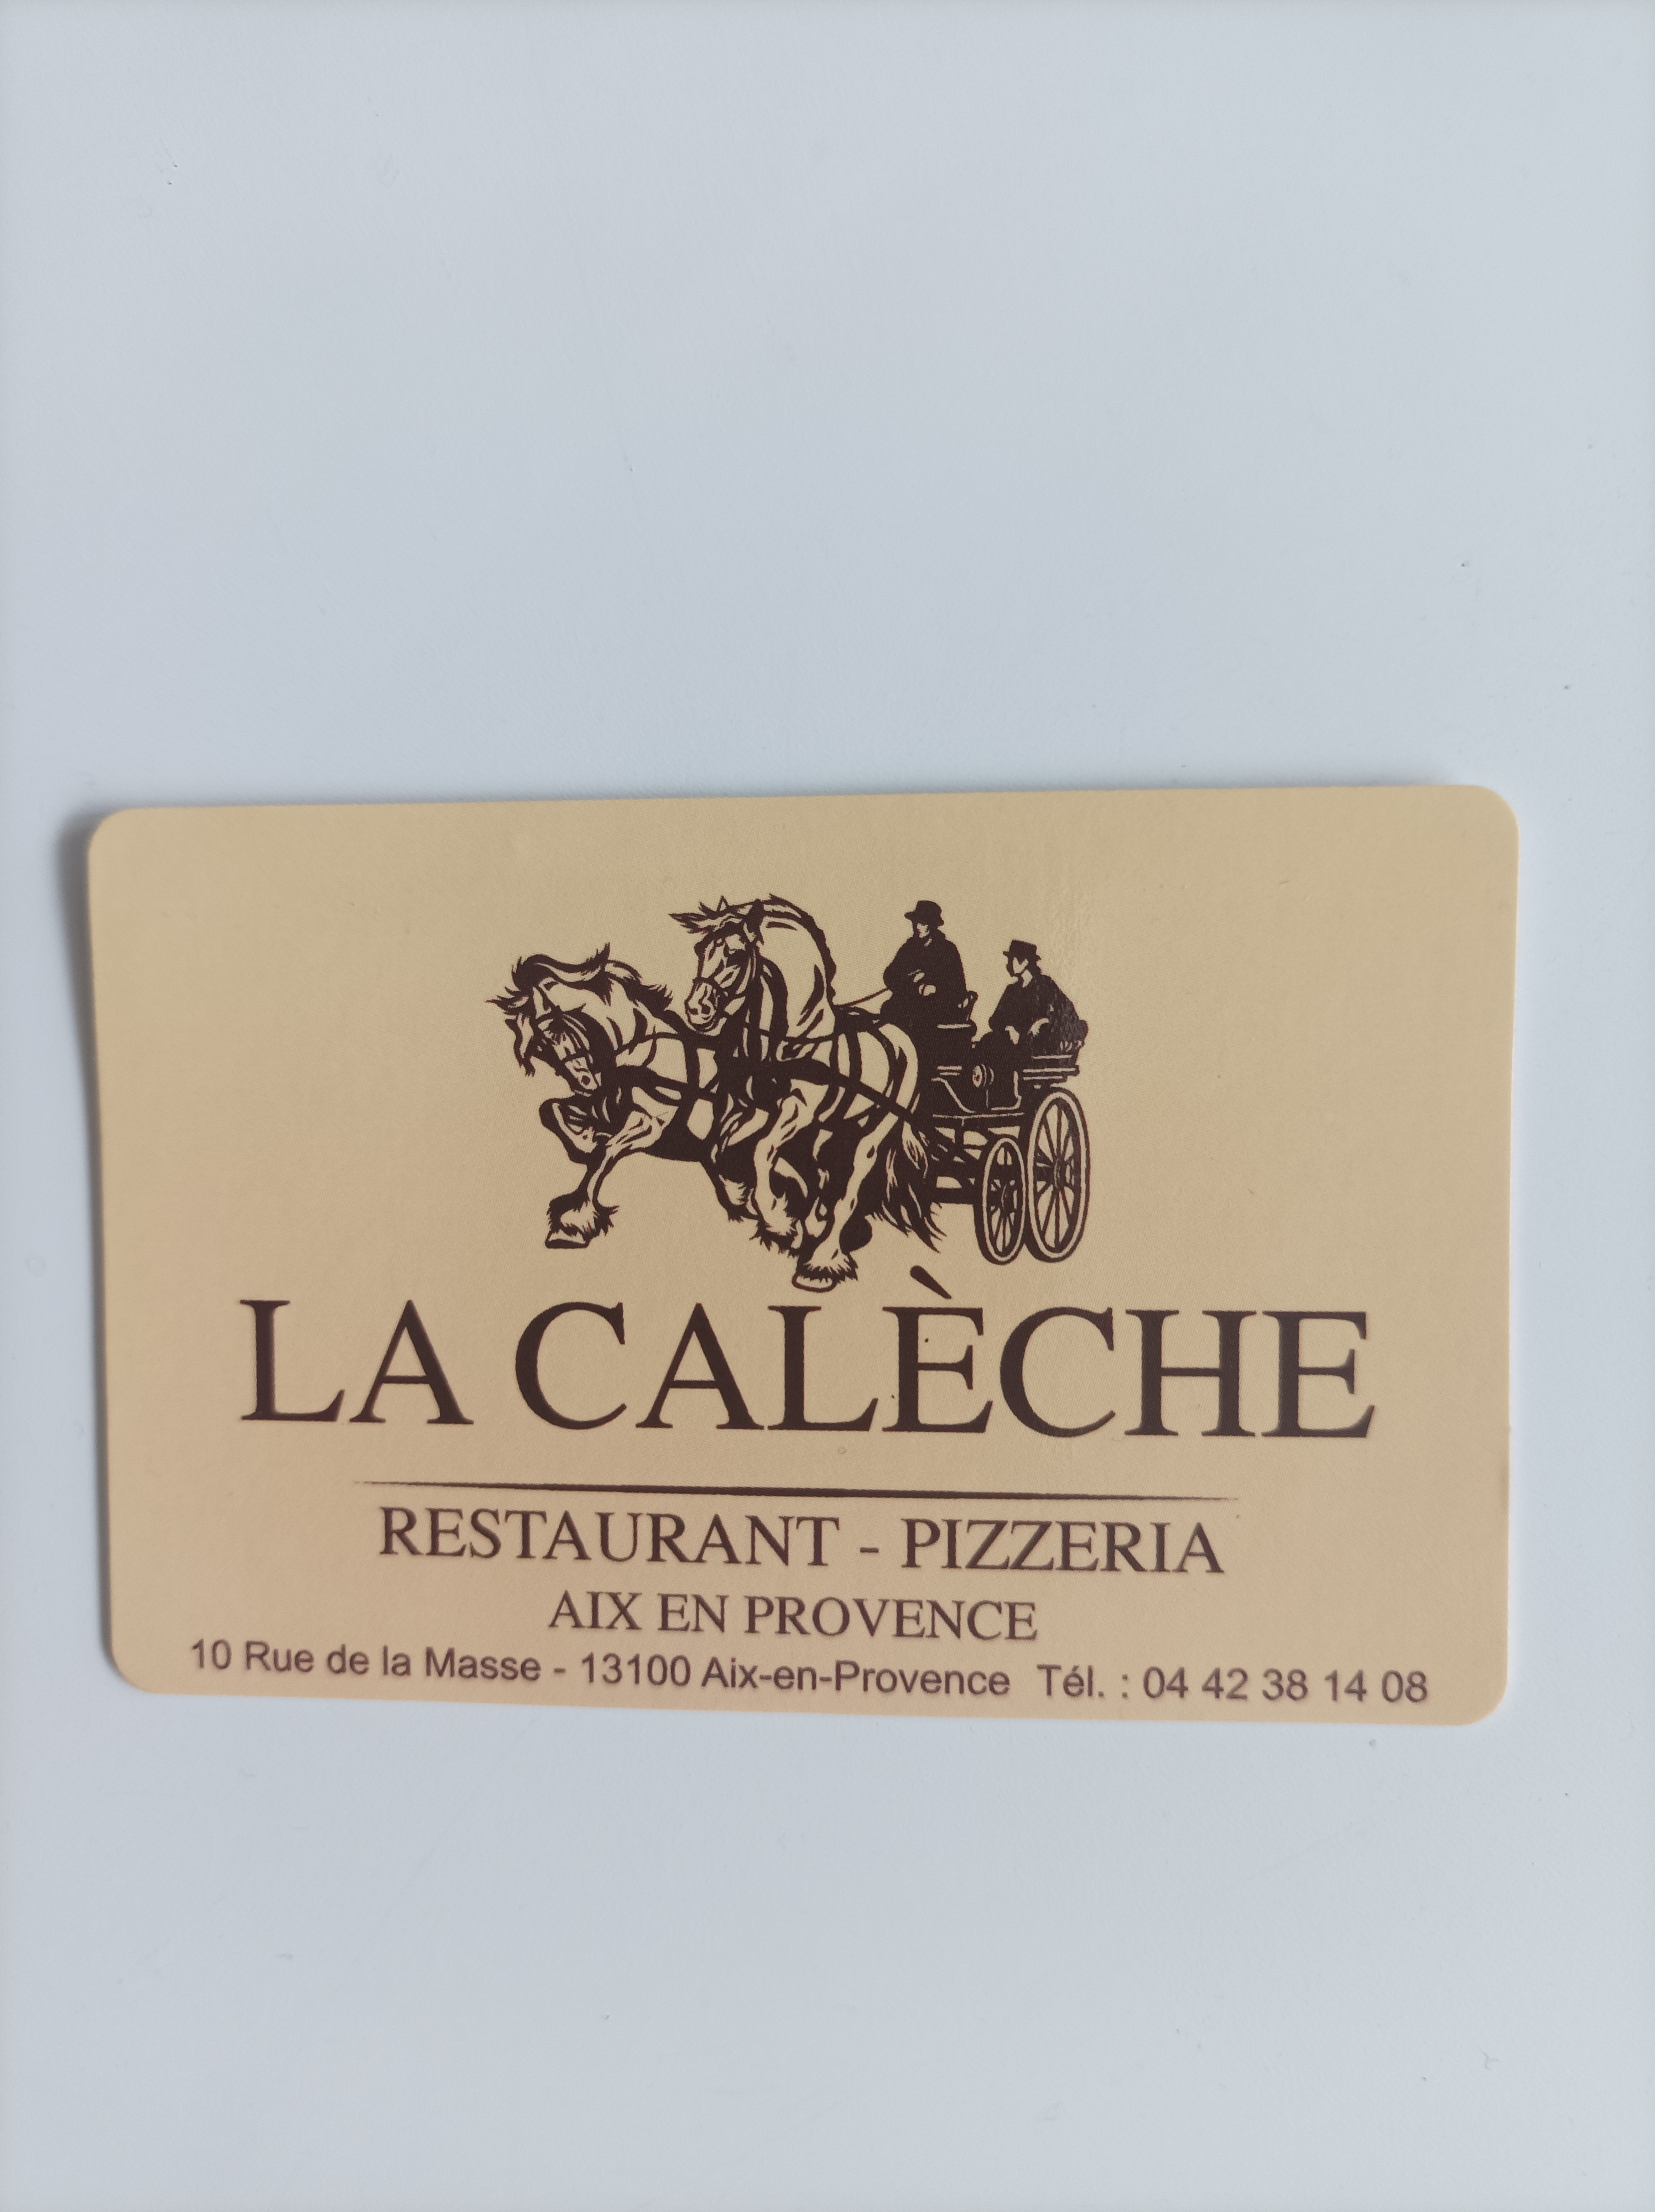 LA CALÈCHE
RESTAURANT - PIZZERIA
AIX EN PROVENCE
10 Rue de la Masse - 13100 Aix-en-Provence Tél. : 04 42 38 14 08